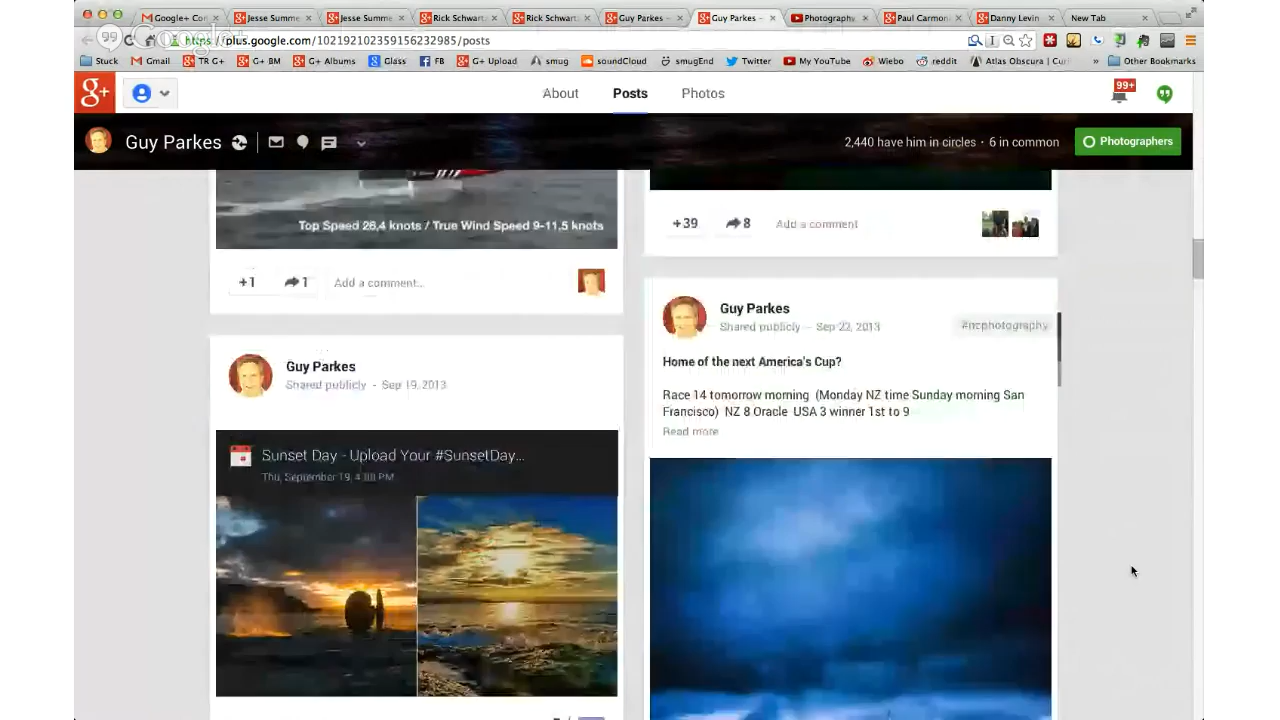 Google+ Co
Jesse Summe
Jesse Summe
Rick Schwart
Rick Schwart
Guy Parkes –
Guy Parkes –
Photography
Paul Carmon
Danny Levin
New Tab
https://plus.google.com/102192102359156232985/posts
Google+
Stuck
Gmail
TR G+
G+ BM
G+ Albums
Glass
FB
G+ Upload
smug
soundCloud
smugEnd
Twitter
My YouTube
Wiebo
reddit
Atlas Obscura | Curi
»
Other Bookmarks
g+
About
Posts
Photos
99+
Guy Parkes
2,440 have him in circles · 6 in common
Photographers
Top Speed 26,4 knots / True Wind Speed 9-11,5 knots
+1
1
Add a comment...
Guy Parkes
Shared publicly - Sep 19, 2013
Sunset Day - Upload Your #SunsetDay...
Thu, September 19, 4:00 PM
+39
8
Add a comment
Guy Parkes
Shared publicly – Sep 22, 2013
#ncphotography
Home of the next America's Cup?
Race 14 tomorrow morning (Monday NZ time Sunday morning San
Francisco) NZ 8 Oracle USA 3 winner 1st to 9
Read more